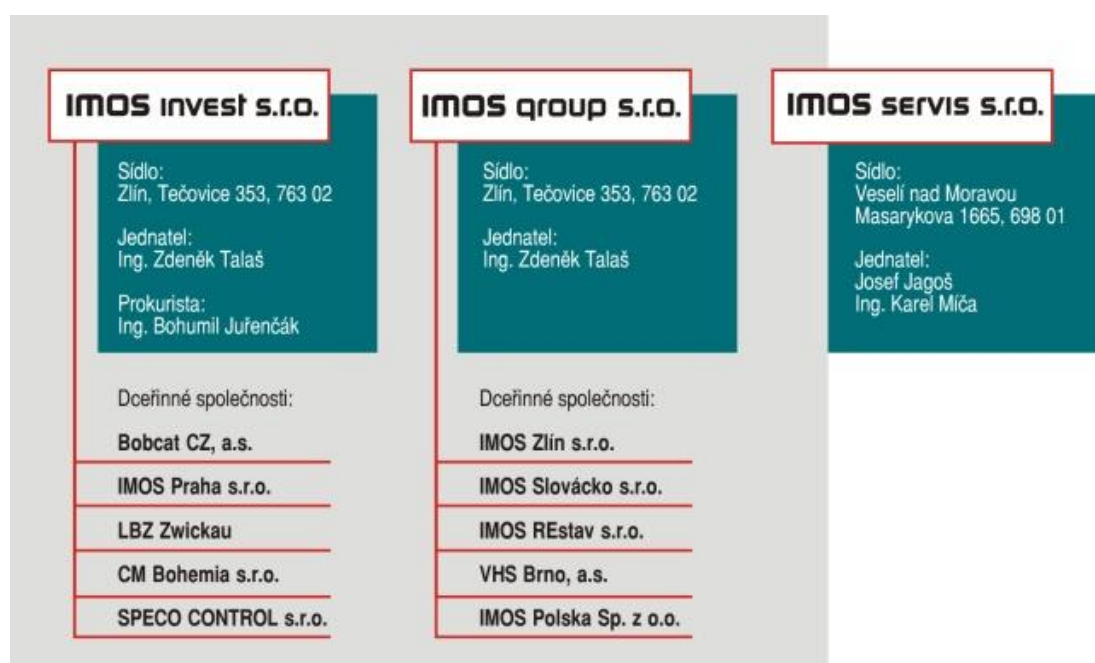 IMOS invest s.r.o.
Sídlo:
Zlín, Tečovice 353, 763 02
Jednatel:
Ing. Zdeněk Talaš
Prokurista:
Ing. Bohumil Juřenčák
Dceřinné společnosti:
Bobcat CZ, a.s.
IMOS Praha s.r.o.
LBZ Zwickau
CM Bohemia s.r.o.
SPECO CONTROL s.r.o.
IMOS group s.r.o.
Sídlo:
Zlín, Tečovice 353, 763 02
Jednatel:
Ing. Zdeněk Talaš
Dceřinné společnosti:
IMOS Zlín s.r.o.
IMOS Slovácko s.r.o.
IMOS REstav s.r.o.
VHS Brno, a.s.
IMOS Polska Sp. z o.o.
IMOS servis s.r.o.
Sídlo:
Veselí nad Moravou
Masarykova 1665, 698 01
Jednatel:
Josef Jagoš
Ing. Karel Míča